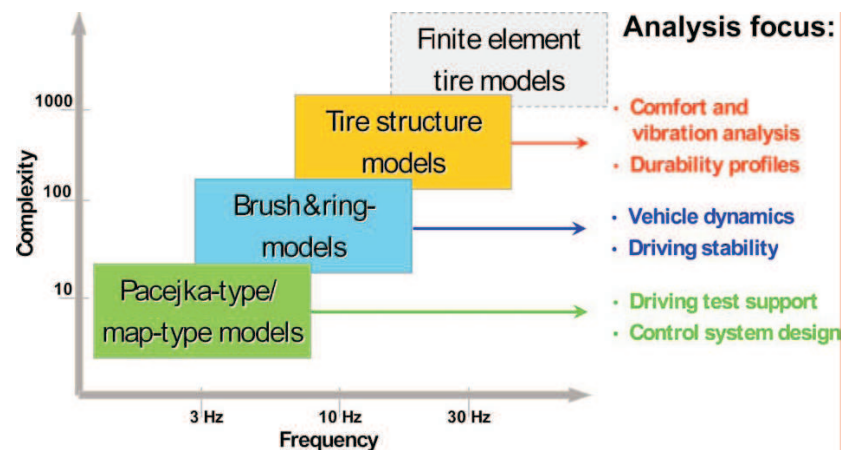 Analysis focus:
Finite element
tire models
1000
Tire structure
models
• Comfort and
vibration analysis
• Durability profiles
Complexity
100
Brush&ring-
models
• Vehicle dynamics
• Driving stability
10
Pacejka-type/
map-type models
• Driving test support
• Control system design
3 Hz
10 Hz
30 Hz
Frequency